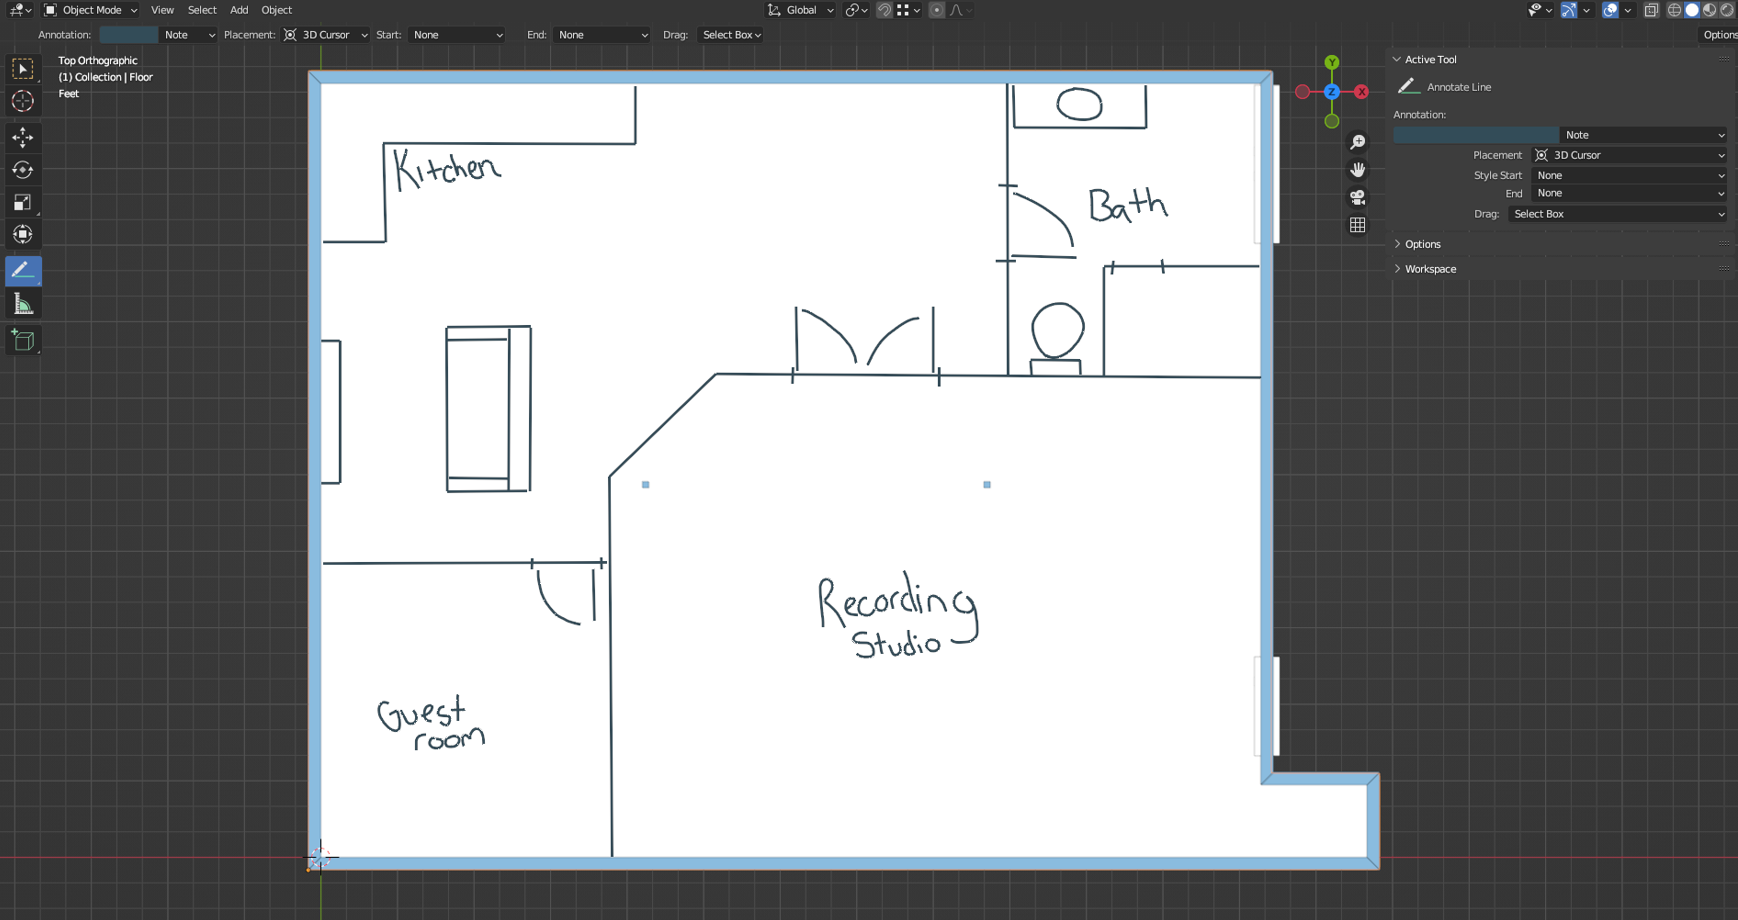 Object Mode View Select Add Object Global Options
Annotation: Note Placement: 3D Cursor Start: None End: None Drag: Select Box Options
Top Orthographic
(1) Collection | Floor
Feet
Y
Z X
Active Tool
Annotate Line
Annotation:
Note
Placement 3D Cursor
Style Start None
End None
Drag: Select Box
Options
Workspace
Kitchen
Bath
Recording
Studio
Guest
room